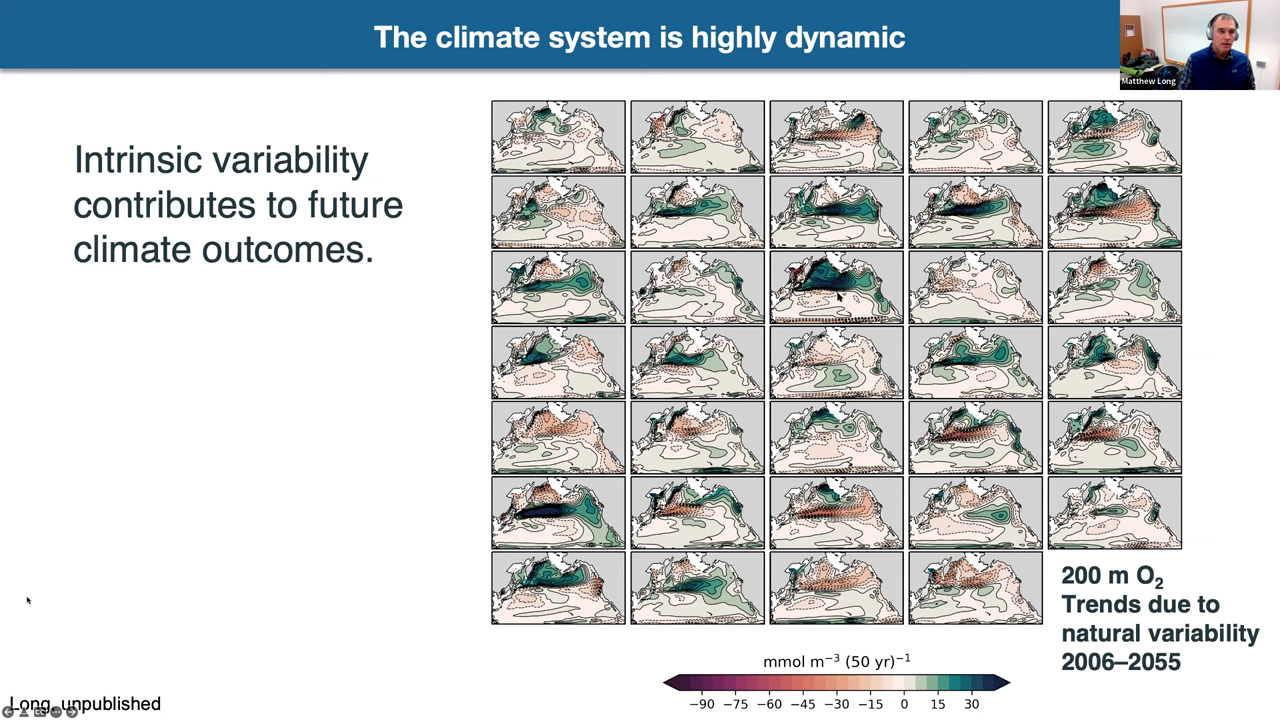 The climate system is highly dynamic
Matthew Long
Intrinsic variability
contributes to future
climate outcomes.
200 m O₂
Trends due to
natural variability
2006–2055
mmol m⁻³ (50 yr)⁻¹
−90 −75 −60 −45 −30 −15 0 15 30
Long, unpublished